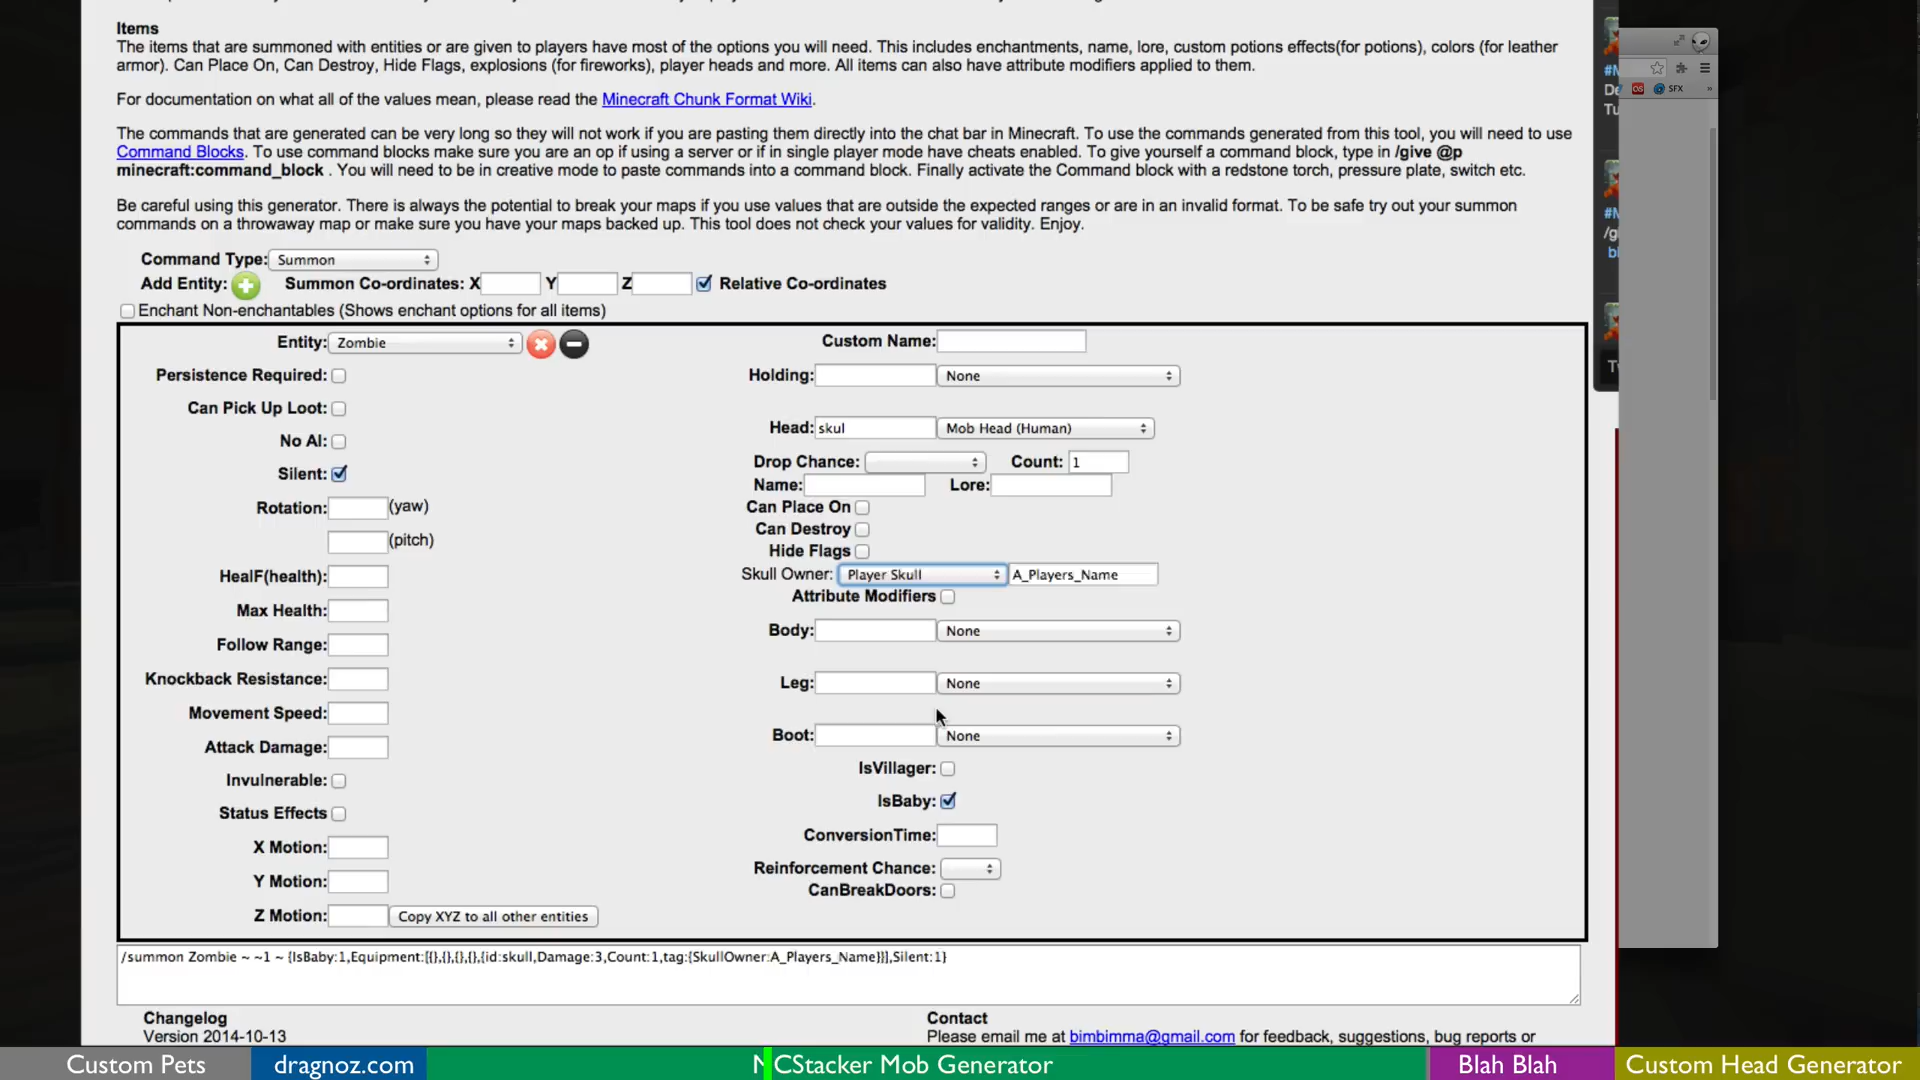 Items
The items that are summoned with entities or are given to players have most of the options you will need. This includes enchantments, name, lore, custom potions effects(for potions), colors (for leather
armor). Can Place On, Can Destroy, Hide Flags, explosions (for fireworks), player heads and more. All items can also have attribute modifiers applied to them.
For documentation on what all of the values mean, please read the Minecraft Chunk Format Wiki.
The commands that are generated can be very long so they will not work if you are pasting them directly into the chat bar in Minecraft. To use the commands generated from this tool, you will need to use
Command Blocks. To use command blocks make sure you are an op if using a server or if in single player mode have cheats enabled. To give yourself a command block, type in /give @p
minecraft:command_block . You will need to be in creative mode to paste commands into a command block. Finally activate the Command block with a redstone torch, pressure plate, switch etc.
Be careful using this generator. There is always the potential to break your maps if you use values that are outside the expected ranges or are in an invalid format. To be safe try out your summon
commands on a throwaway map or make sure you have your maps backed up. This tool does not check your values for validity. Enjoy.
Command Type: Summon
Add Entity: Summon Co-ordinates: X Y Z Relative Co-ordinates
Enchant Non-enchantables (Shows enchant options for all items)
Entity: Zombie
Persistence Required:
Can Pick Up Loot:
No AI:
Silent:
Rotation: (yaw)
(pitch)
HealF(health):
Max Health:
Follow Range:
Knockback Resistance:
Movement Speed:
Attack Damage:
Invulnerable:
Status Effects
X Motion:
Y Motion:
Z Motion: Copy XYZ to all other entities
Custom Name:
Holding: None
Head: skul Mob Head (Human)
Drop Chance: Count: 1
Name: Lore:
Can Place On
Can Destroy
Hide Flags
Skull Owner: Player Skull A_Players_Name
Attribute Modifiers
Body: None
Leg: None
Boot: None
IsVillager:
IsBaby:
ConversionTime:
Reinforcement Chance:
CanBreakDoors:
/summon Zombie ~ ~1 ~ {IsBaby:1,Equipment:[{},{},{},{},{id:skull,Damage:3,Count:1,tag:{SkullOwner:A_Players_Name}}],Silent:1}
Changelog
Version 2014-10-13
Contact
Please email me at bimbimma@gmail.com for feedback, suggestions, bug reports or
SFX
»
Custom Pets
dragnoz.com
MCStacker Mob Generator
Blah Blah
Custom Head Generator